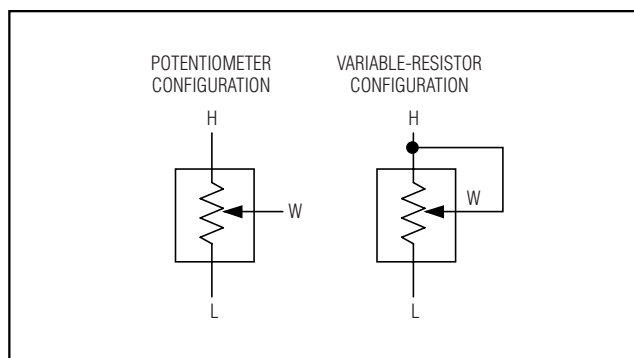 POTENTIOMETER
CONFIGURATION
H
W
L
VARIABLE-RESISTOR
CONFIGURATION
H
W
L